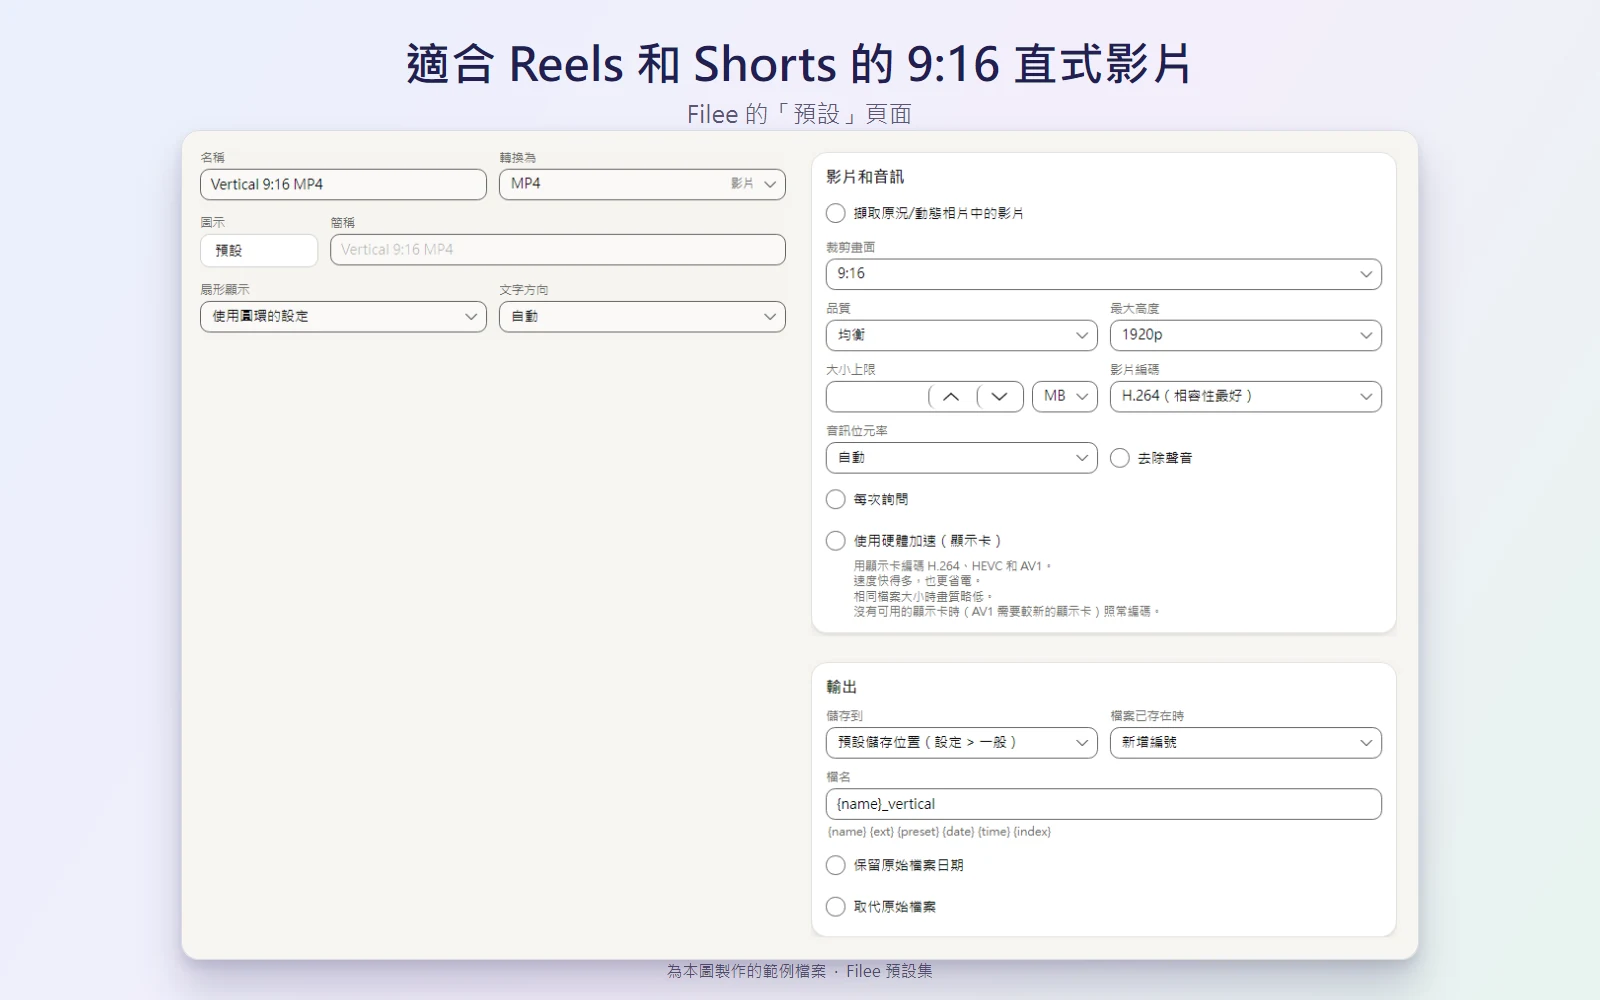 適合 Reels 和 Shorts 的 9:16 直式影片
Filee 的「預設」頁面
名稱
轉換為
Vertical 9:16 MP4
MP4
影片
圖示
簡稱
預設
Vertical 9:16 MP4
扇形顯示
文字方向
使用圓環的設定
自動
影片和音訊
擷取原況/動態相片中的影片
裁剪畫面
9:16
品質
最大高度
均衡
1920p
大小上限
影片編碼
MB
H.264（相容性最好）
音訊位元率
自動
去除聲音
每次詢問
使用硬體加速（顯示卡）
用顯示卡編碼 H.264、HEVC 和 AV1。
速度快得多，也更省電。
相同檔案大小時畫質略低。
沒有可用的顯示卡時（AV1 需要較新的顯示卡）照常編碼。
輸出
儲存到
檔案已存在時
預設儲存位置（設定 > 一般）
新增編號
檔名
{name}_vertical
{name} {ext} {preset} {date} {time} {index}
保留原始檔案日期
取代原始檔案
為本圖製作的範例檔案 · Filee 預設集